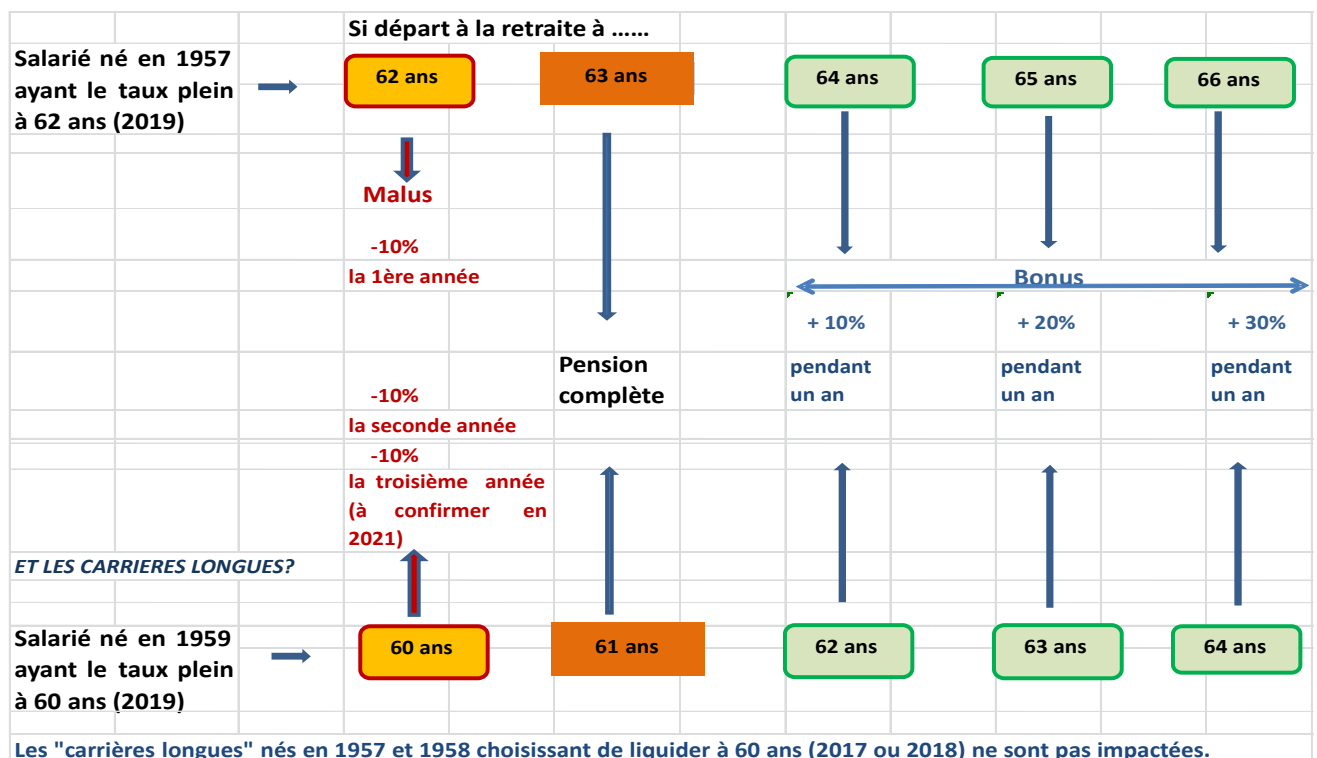 Si départ à la retraite à ......
Salarié né en 1957
ayant le taux plein
à 62 ans (2019)
62 ans
63 ans
64 ans
65 ans
66 ans
Malus
-10%
la 1ère année
Bonus
+ 10%
+ 20%
+ 30%
Pension
complète
pendant
un an
pendant
un an
pendant
un an
-10%
la seconde année
-10%
la troisième année
(à confirmer en
2021)
ET LES CARRIERES LONGUES?
Salarié né en 1959
ayant le taux plein
à 60 ans (2019)
60 ans
61 ans
62 ans
63 ans
64 ans
Les "carrières longues" nés en 1957 et 1958 choisissant de liquider à 60 ans (2017 ou 2018) ne sont pas impactées.